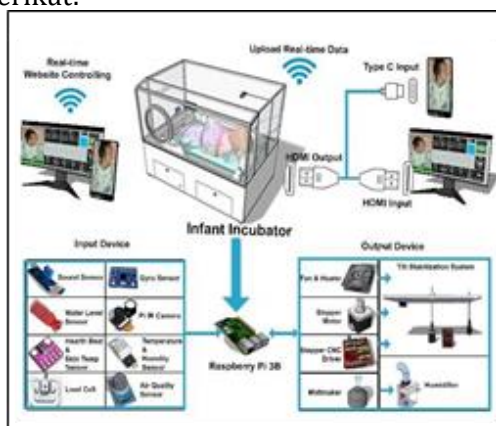 erikut:
Real-time
Website Controlling
Upload Real-time Data
Type C Input
HDMI Output
HDMI Input
Infant Incubator
Input Device
Output Device
Sound Sensor
Gyro Sensor
Water Level
Sensor
Pi IR Camera
Hearth Beat &
Skin Temp
Sensor
Temperature
& Humidity
Sensor
Load Cell
Air Quality
Sensor
Raspberry Pi 3B
Fan & Heater
Tilt Stabilization System
Stepper
Motor
Stepper CNC
Driver
Mistmaker
Humidifier